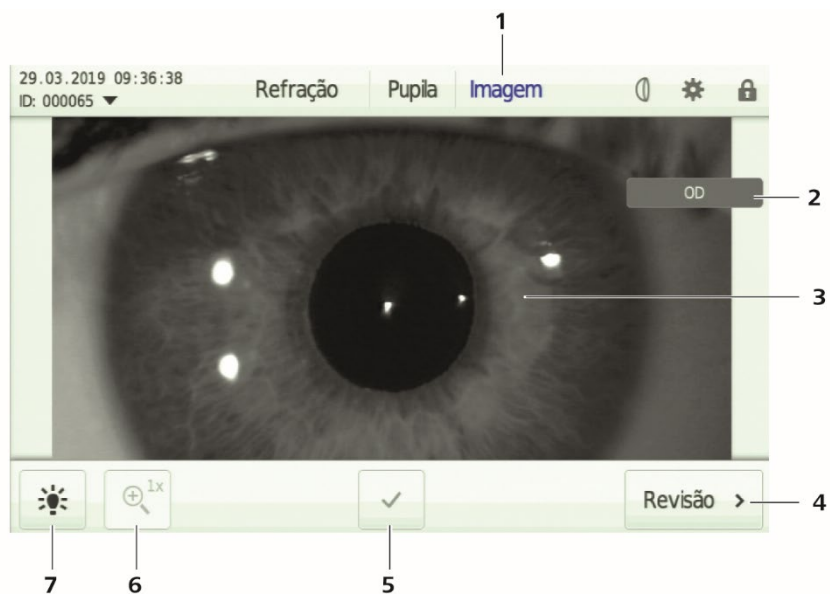 1
29.03.2019 09:36:38
ID: 000065
Refração
Pupila
Imagem
OD
2
3
1x
Revisão
4
7
6
5